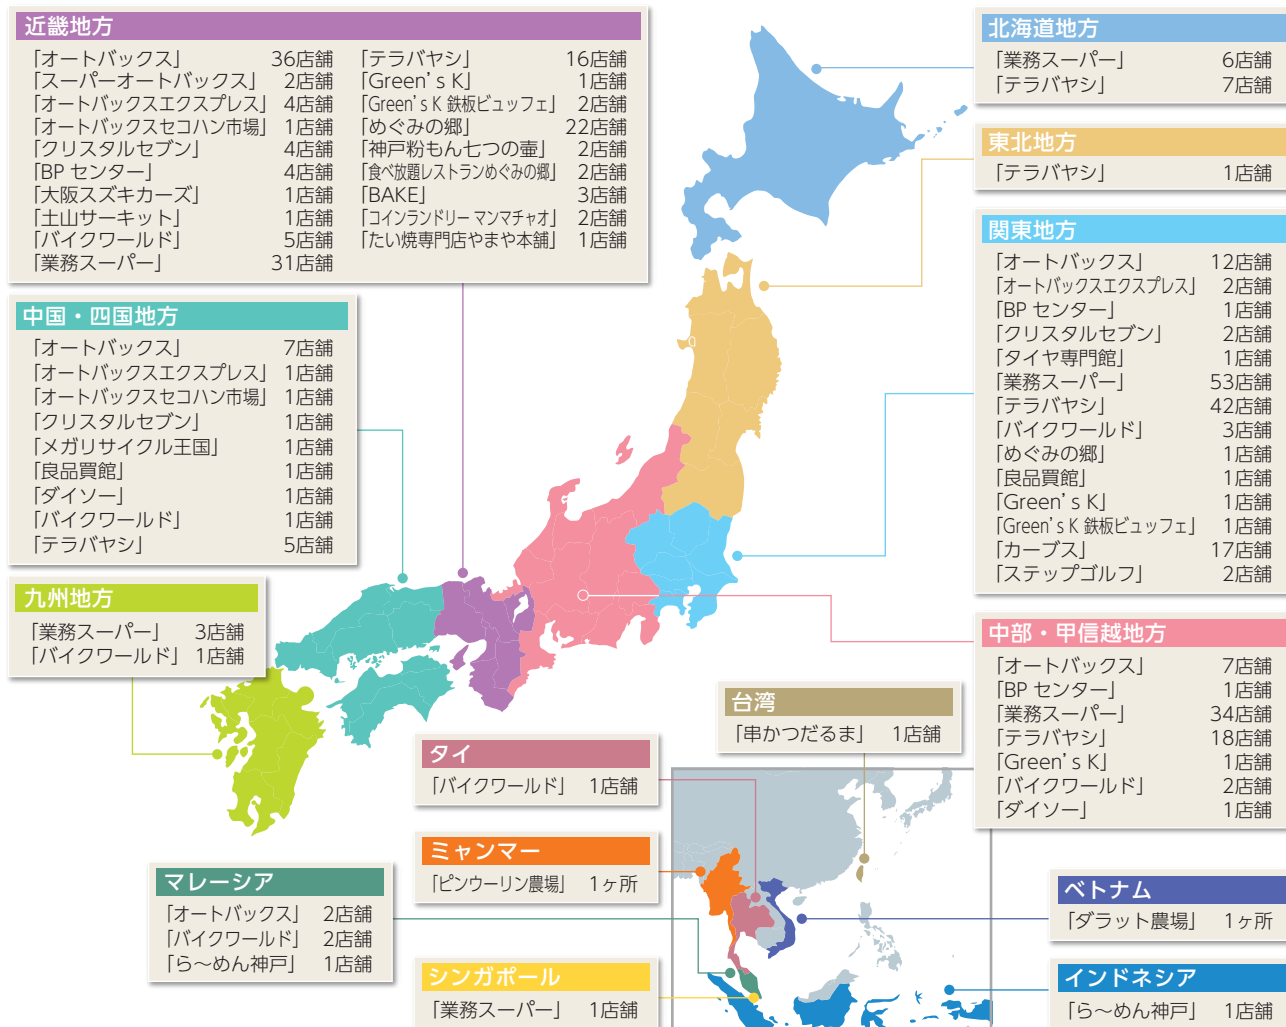 近畿地方
「オートバックス」 36店舗
「スーパーオートバックス」 2店舗
「オートバックスエクスプレス」 4店舗
「オートバックスセコハン市場」 1店舗
「クリスタルセブン」 4店舗
「BP センター」 4店舗
「大阪スズキカーズ」 1店舗
「土山サーキット」 1店舗
「バイクワールド」 5店舗
「業務スーパー」 31店舗
「テラバヤシ」 16店舗
「Green's K」 1店舗
「Green's K 鉄板ビュッフェ」 2店舗
「めぐみの郷」 22店舗
「神戸粉もん七つの壷」 2店舗
「食べ放題レストランめぐみの郷」 2店舗
「BAKE」 3店舗
「コインランドリー マンマチャオ」 2店舗
「たい焼専門店やまや本舗」 1店舗
北海道地方
「業務スーパー」 6店舗
「テラバヤシ」 7店舗
東北地方
「テラバヤシ」 1店舗
関東地方
「オートバックス」 12店舗
「オートバックスエクスプレス」 2店舗
「BP センター」 1店舗
「クリスタルセブン」 2店舗
「タイヤ専門館」 1店舗
「業務スーパー」 53店舗
「テラバヤシ」 42店舗
「バイクワールド」 3店舗
「めぐみの郷」 1店舗
「良品買館」 1店舗
「Green's K」 1店舗
「Green's K 鉄板ビュッフェ」 1店舗
「カーブス」 17店舗
「ステップゴルフ」 2店舗
中国・四国地方
「オートバックス」 7店舗
「オートバックスエクスプレス」 1店舗
「オートバックスセコハン市場」 1店舗
「クリスタルセブン」 1店舗
「メガリサイクル王国」 1店舗
「良品買館」 1店舗
「ダイソー」 1店舗
「バイクワールド」 1店舗
「テラバヤシ」 5店舗
九州地方
「業務スーパー」 3店舗
「バイクワールド」 1店舗
中部・甲信越地方
「オートバックス」 7店舗
「BP センター」 1店舗
「業務スーパー」 34店舗
「テラバヤシ」 18店舗
「Green's K」 1店舗
「バイクワールド」 2店舗
「ダイソー」 1店舗
台湾
「串かつだるま」 1店舗
タイ
「バイクワールド」 1店舗
ミャンマー
「ピンウーリン農場」 1ヶ所
マレーシア
「オートバックス」 2店舗
「バイクワールド」 2店舗
「ら〜めん神戸」 1店舗
シンガポール
「業務スーパー」 1店舗
ベトナム
「ダラット農場」 1ヶ所
インドネシア
「ら〜めん神戸」 1店舗